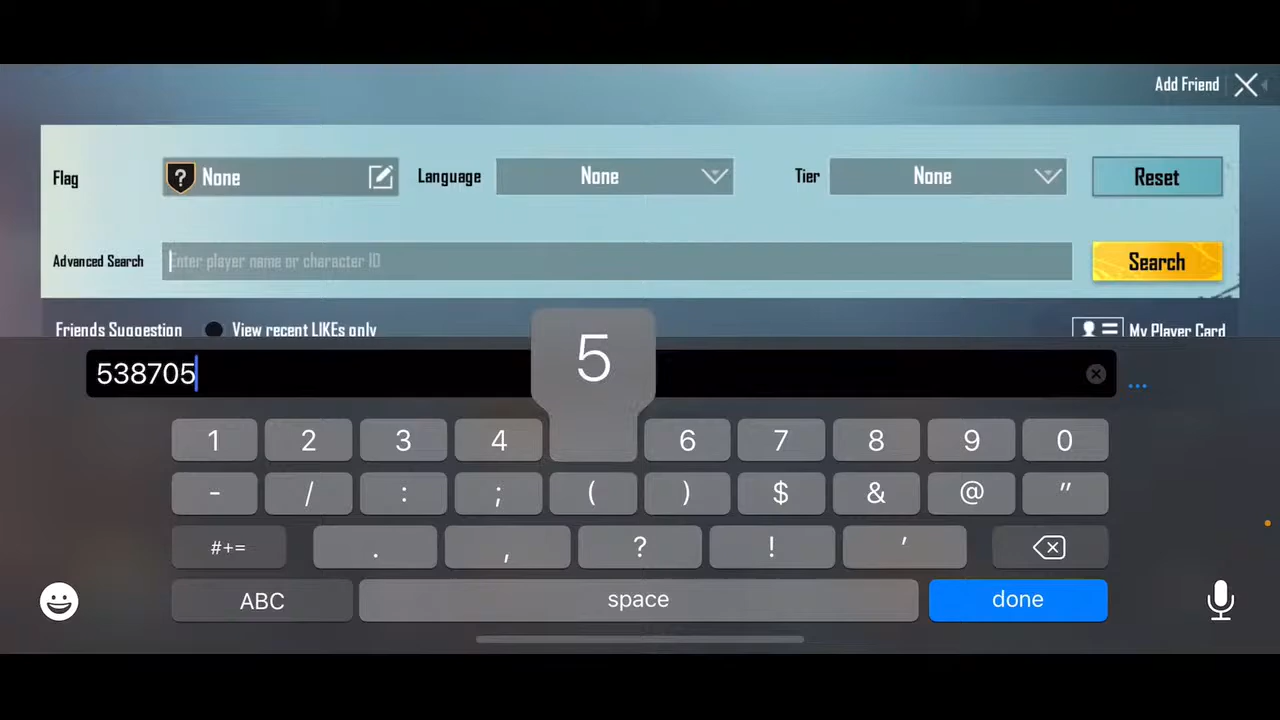 Add Friend
Flag
? None
Language
None
Tier
None
Reset
Advanced Search
Enter player name or character ID
Search
Friends Suggestion
View recent LIKEs only
My Player Card
538705
5
...
1 2 3 4 6 7 8 9 0
- / : ; ( ) $ & @ "
#+= . , ? ! '
ABC space done